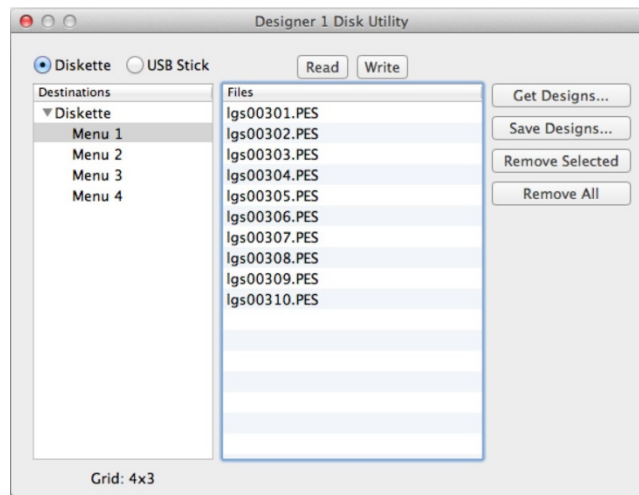 Designer 1 Disk Utility
Diskette USB Stick Read Write
Destinations
Diskette
Menu 1
Menu 2
Menu 3
Menu 4
Files
lgs00301.PES
lgs00302.PES
lgs00303.PES
lgs00304.PES
lgs00305.PES
lgs00306.PES
lgs00307.PES
lgs00308.PES
lgs00309.PES
lgs00310.PES
Get Designs...
Save Designs...
Remove Selected
Remove All
Grid: 4x3